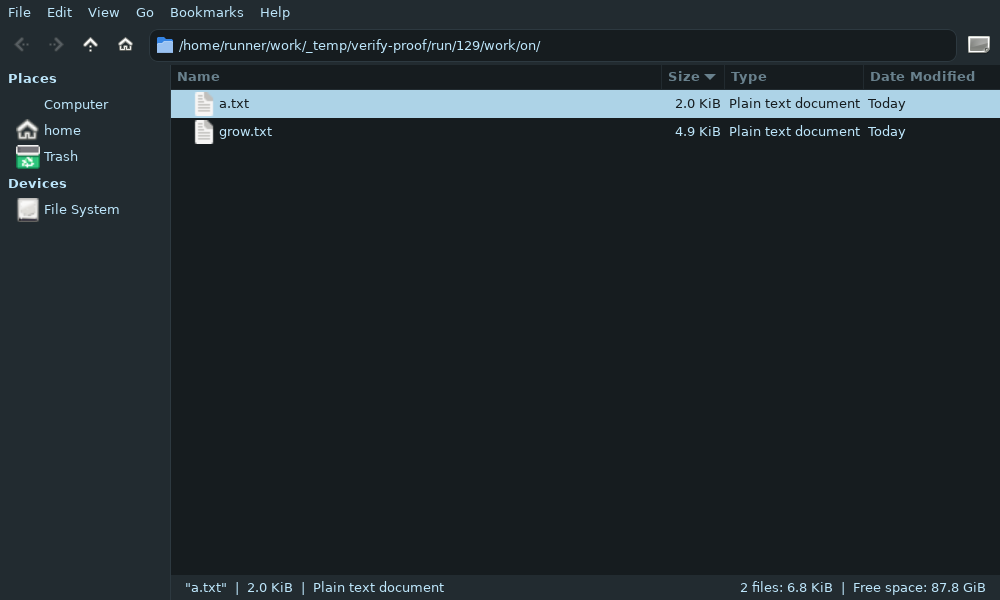 File Edit View Go Bookmarks Help
/home/runner/work/_temp/verify-proof/run/129/work/on/
Places
Computer
home
Trash
Devices
File System
Name Size Type Date Modified
a.txt 2.0 KiB Plain text document Today
grow.txt 4.9 KiB Plain text document Today
"a.txt" | 2.0 KiB | Plain text document 2 files: 6.8 KiB | Free space: 87.8 GiB